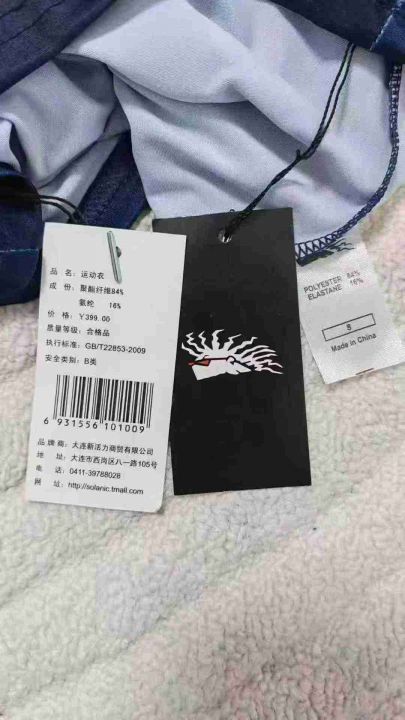 品 名: 运动衣
成 份: 聚酯纤维84%
氨纶 16%
价 格: ¥399.00
质量等级: 合格品
执行标准: GB/T22853-2009
安全类别: B类
6 931556 101009
品 牌 商: 大连新活力商贸有限公司
地 址: 大连市西岗区八一路105号
电 话: 0411-39788028
网 址: http://sulanic.tmall.com
POLYESTER 84%
ELASTANE 16%
S
Made in China